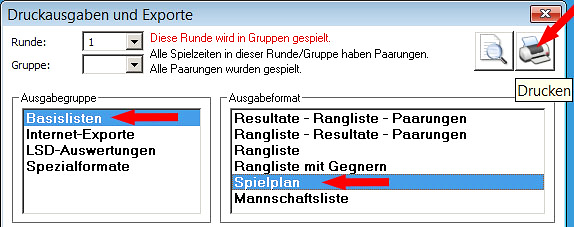 Druckausgaben und Exporte
Runde: 1
Diese Runde wird in Gruppen gespielt.
Gruppe:
Alle Spielzeiten in dieser Runde/Gruppe haben Paarungen.
Alle Paarungen wurden gespielt.
Drucken
Ausgabegruppe
Basislisten
Internet-Exporte
LSD-Auswertungen
Spezialformate
Ausgabeformat
Resultate - Rangliste - Paarungen
Rangliste - Resultate - Paarungen
Rangliste
Rangliste mit Gegnern
Spielplan
Mannschaftsliste